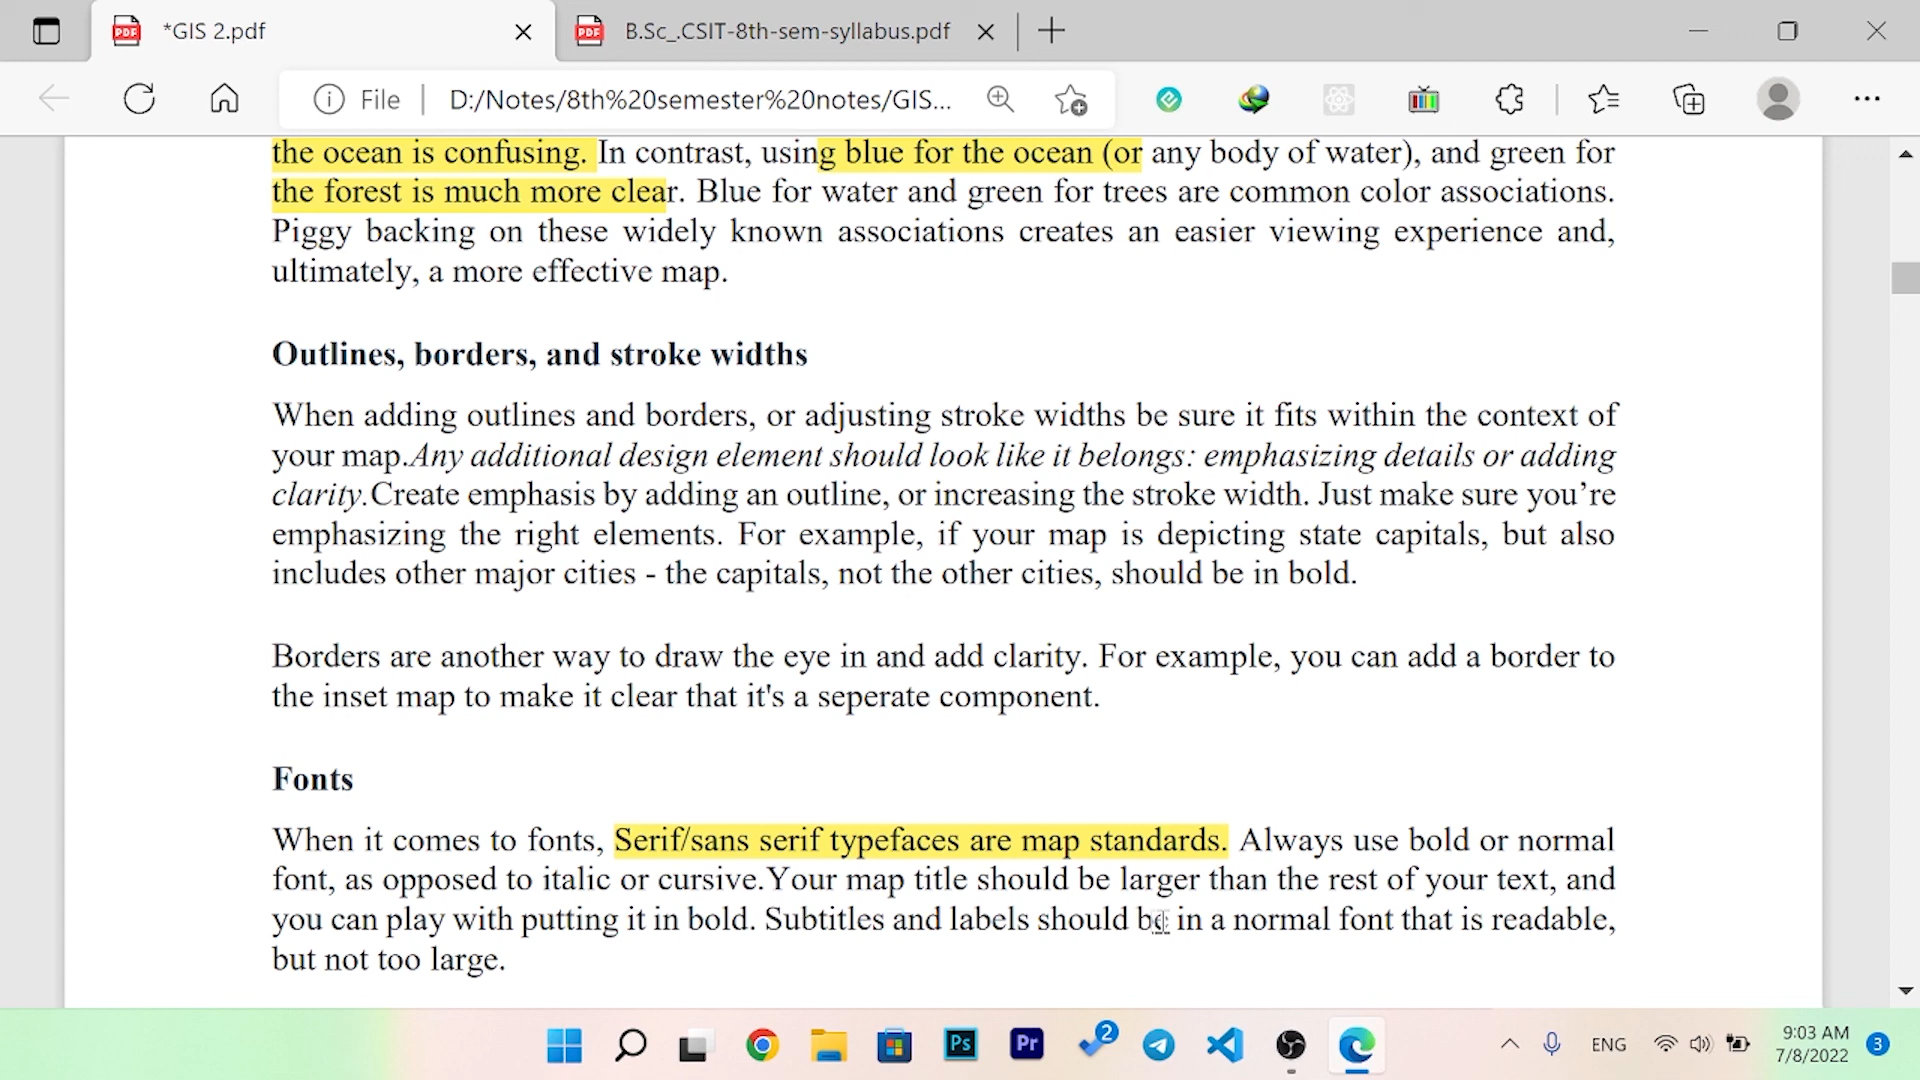 *GIS 2.pdf
B.Sc_.CSIT-8th-sem-syllabus.pdf
File
D:/Notes/8th%20semester%20notes/GIS...
the ocean is confusing. In contrast, using blue for the ocean (or any body of water), and green for
the forest is much more clear. Blue for water and green for trees are common color associations.
Piggy backing on these widely known associations creates an easier viewing experience and,
ultimately, a more effective map.
Outlines, borders, and stroke widths
When adding outlines and borders, or adjusting stroke widths be sure it fits within the context of
your map.Any additional design element should look like it belongs: emphasizing details or adding
clarity.Create emphasis by adding an outline, or increasing the stroke width. Just make sure you’re
emphasizing the right elements. For example, if your map is depicting state capitals, but also
includes other major cities - the capitals, not the other cities, should be in bold.
Borders are another way to draw the eye in and add clarity. For example, you can add a border to
the inset map to make it clear that it's a seperate component.
Fonts
When it comes to fonts, Serif/sans serif typefaces are map standards. Always use bold or normal
font, as opposed to italic or cursive.Your map title should be larger than the rest of your text, and
you can play with putting it in bold. Subtitles and labels should be in a normal font that is readable,
but not too large.
Ps
Pr
2
ENG
9:03 AM
7/8/2022
3